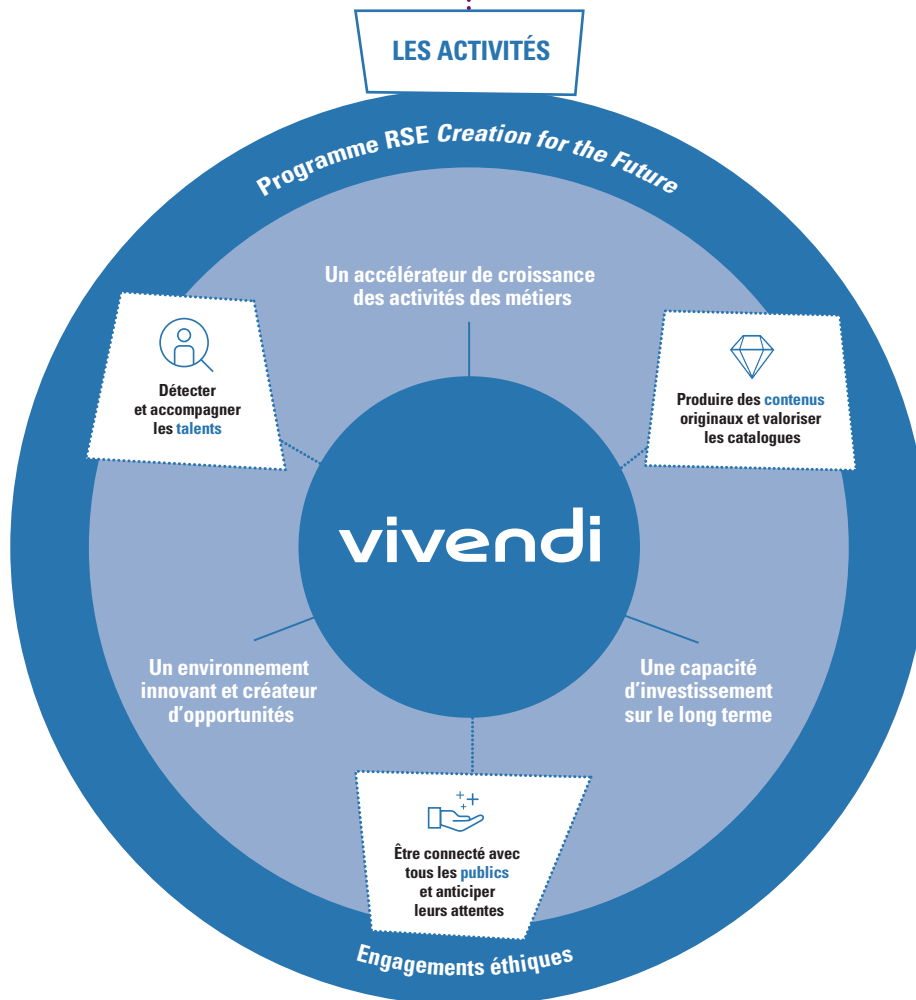 LES ACTIVITÉS
Programme RSE Creation for the Future
Un accélérateur de croissance
des activités des métiers
Détecter
et accompagner
les talents
Produire des contenus
originaux et valoriser
les catalogues
vivendi
Un environnement
innovant et créateur
d'opportunités
Une capacité
d'investissement
sur le long terme
Être connecté avec
tous les publics
et anticiper
leurs attentes
Engagements éthiques